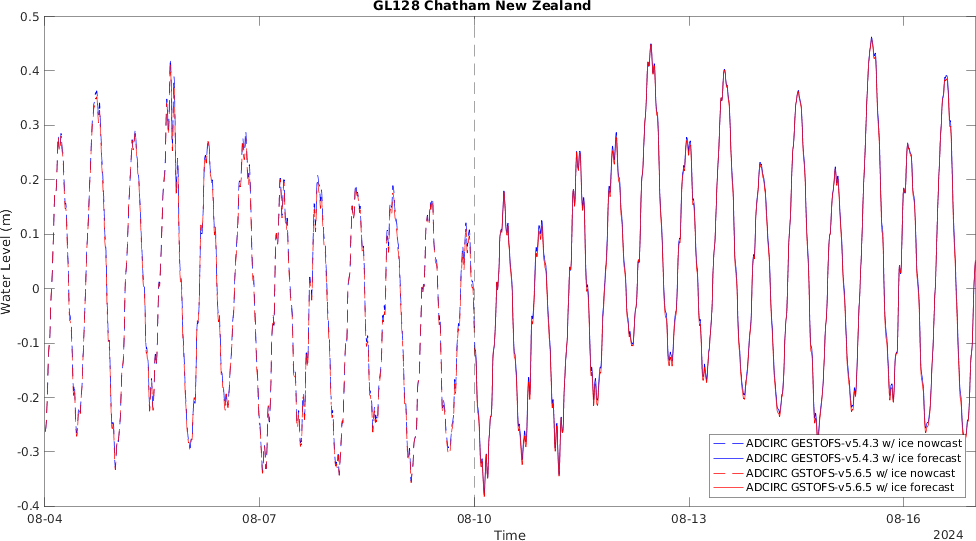 GL128 Chatham New Zealand
0.5
0.4
0.3
0.2
0.1
0
-0.1
-0.2
-0.3
-0.4
Water Level (m)
ADCIRC GESTOFS-v5.4.3 w/ ice nowcast
ADCIRC GESTOFS-v5.4.3 w/ ice forecast
ADCIRC GSTOFS-v5.6.5 w/ ice nowcast
ADCIRC GSTOFS-v5.6.5 w/ ice forecast
08-04 08-07 08-10 08-13 08-16
Time
2024